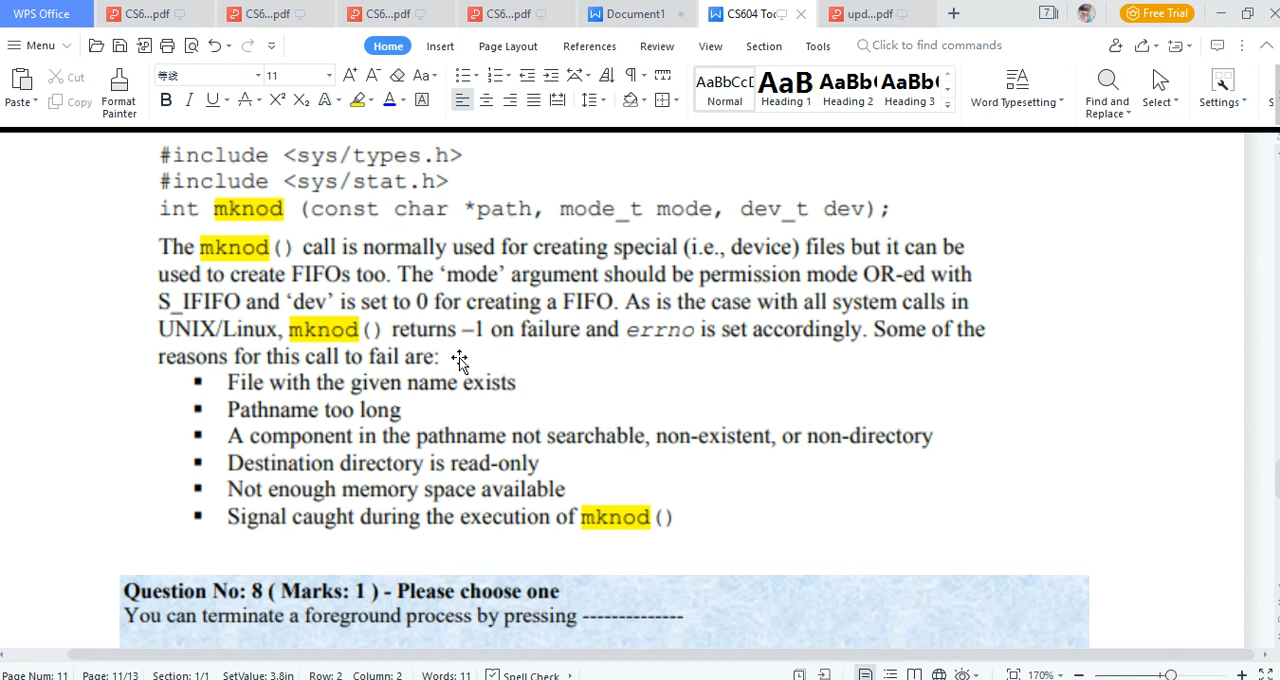 WPS Office CS6...pdf CS6...pdf CS6...pdf CS6...pdf Document1 CS604 Too upd...pdf + 7 Free Trial
Menu Home Insert Page Layout References Review View Section Tools Click to find commands
Paste Cut Copy Format Painter 等线 11 A+ A- Aa B I U A X² X₂ A A A AaBbCcD Normal AaB Heading 1 AaBb( Heading 2 AaBb( Heading 3 Word Typesetting Find and Replace Select Settings S
#include <sys/types.h>
#include <sys/stat.h>
int mknod (const char *path, mode_t mode, dev_t dev);
The mknod() call is normally used for creating special (i.e., device) files but it can be
used to create FIFOs too. The ‘mode’ argument should be permission mode OR-ed with
S_IFIFO and ‘dev’ is set to 0 for creating a FIFO. As is the case with all system calls in
UNIX/Linux, mknod() returns –1 on failure and errno is set accordingly. Some of the
reasons for this call to fail are:
▪ File with the given name exists
▪ Pathname too long
▪ A component in the pathname not searchable, non-existent, or non-directory
▪ Destination directory is read-only
▪ Not enough memory space available
▪ Signal caught during the execution of mknod()
Question No: 8 ( Marks: 1 ) - Please choose one
You can terminate a foreground process by pressing --------------
Page Num: 11 Page: 11/13 Section: 1/1 SetValue: 3.8in Row: 2 Column: 2 Words: 11 Spell Check 170%